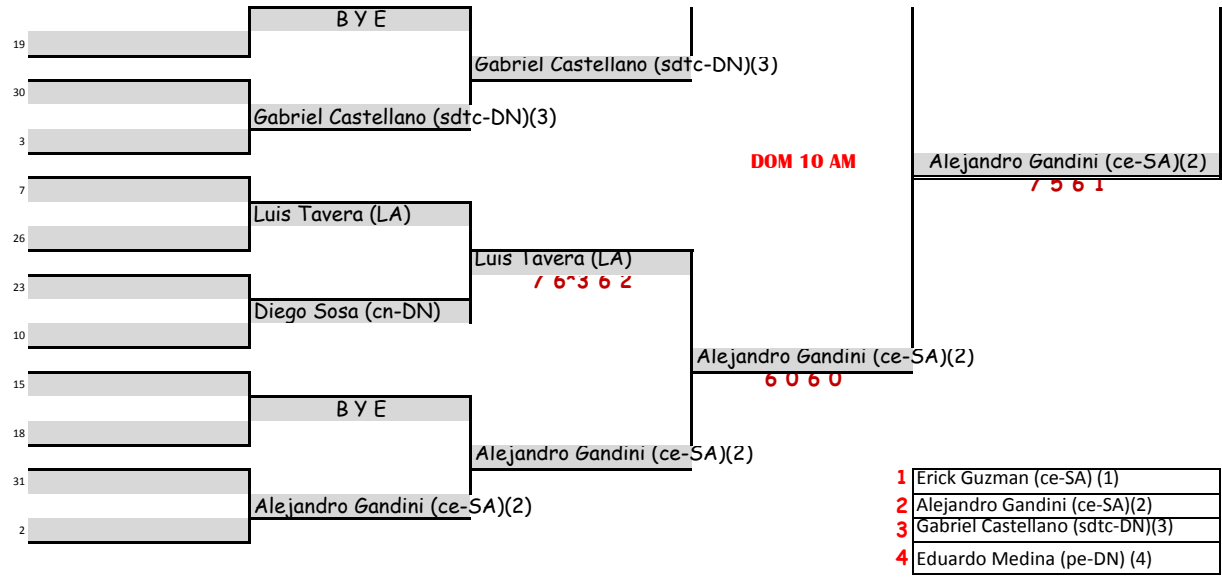 B Y E
19
Gabriel Castellano (sdtc-DN)(3)
30
Gabriel Castellano (sdtc-DN)(3)
3
DOM 10 AM
Alejandro Gandini (ce-SA)(2)
7 5 6 1
7
Luis Tavera (LA)
26
Luis Tavera (LA)
7 6^3 6 2
23
Diego Sosa (cn-DN)
10
Alejandro Gandini (ce-SA)(2)
6 0 6 0
15
B Y E
18
Alejandro Gandini (ce-SA)(2)
31
Alejandro Gandini (ce-SA)(2)
2
1 Erick Guzman (ce-SA) (1)
2 Alejandro Gandini (ce-SA)(2)
3 Gabriel Castellano (sdtc-DN)(3)
4 Eduardo Medina (pe-DN) (4)